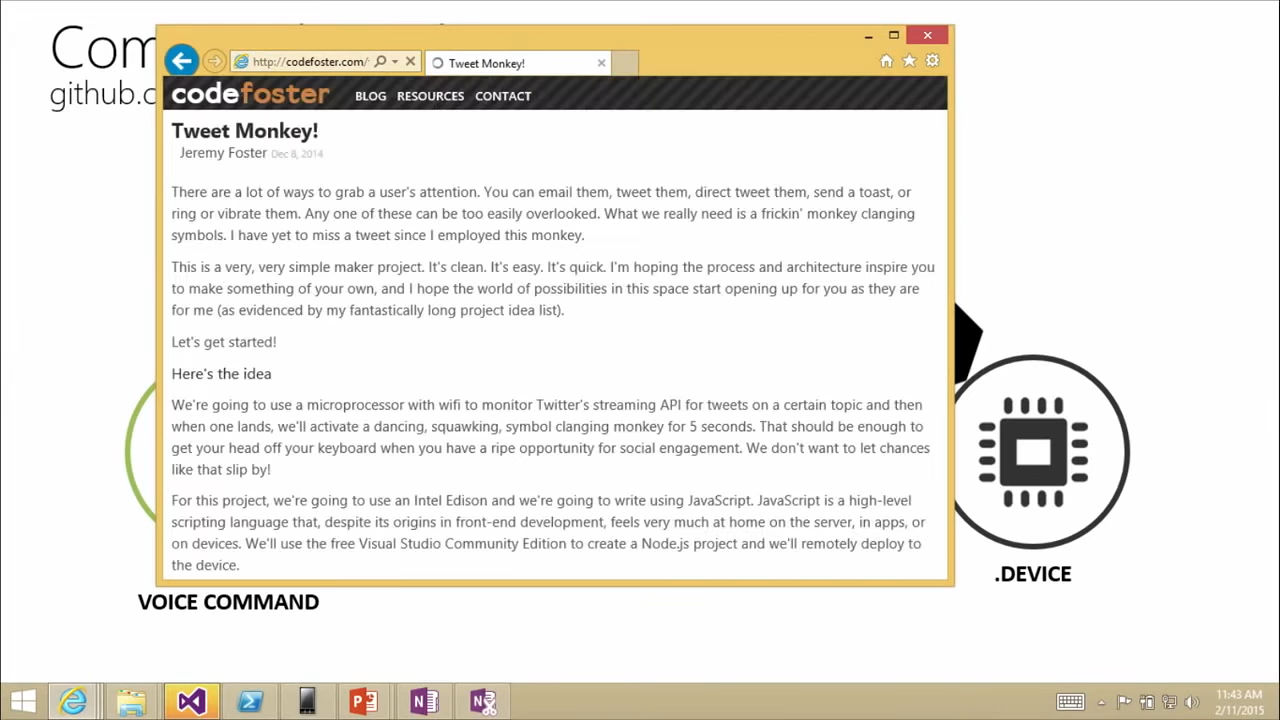 Com
github.c
http://codefoster.com/
Tweet Monkey!
codefoster BLOG RESOURCES CONTACT
Tweet Monkey!
Jeremy Foster Dec 8, 2014
There are a lot of ways to grab a user's attention. You can email them, tweet them, direct tweet them, send a toast, or
ring or vibrate them. Any one of these can be too easily overlooked. What we really need is a frickin' monkey clanging
symbols. I have yet to miss a tweet since I employed this monkey.
This is a very, very simple maker project. It's clean. It's easy. It's quick. I'm hoping the process and architecture inspire you
to make something of your own, and I hope the world of possibilities in this space start opening up for you as they are
for me (as evidenced by my fantastically long project idea list).
Let's get started!
Here's the idea
We're going to use a microprocessor with wifi to monitor Twitter's streaming API for tweets on a certain topic and then
when one lands, we'll activate a dancing, squawking, symbol clanging monkey for 5 seconds. That should be enough to
get your head off your keyboard when you have a ripe opportunity for social engagement. We don't want to let chances
like that slip by!
For this project, we're going to use an Intel Edison and we're going to write using JavaScript. JavaScript is a high-level
scripting language that, despite its origins in front-end development, feels very much at home on the server, in apps, or
on devices. We'll use the free Visual Studio Community Edition to create a Node.js project and we'll remotely deploy to
the device.
.DEVICE
VOICE COMMAND
11:43 AM
2/11/2015